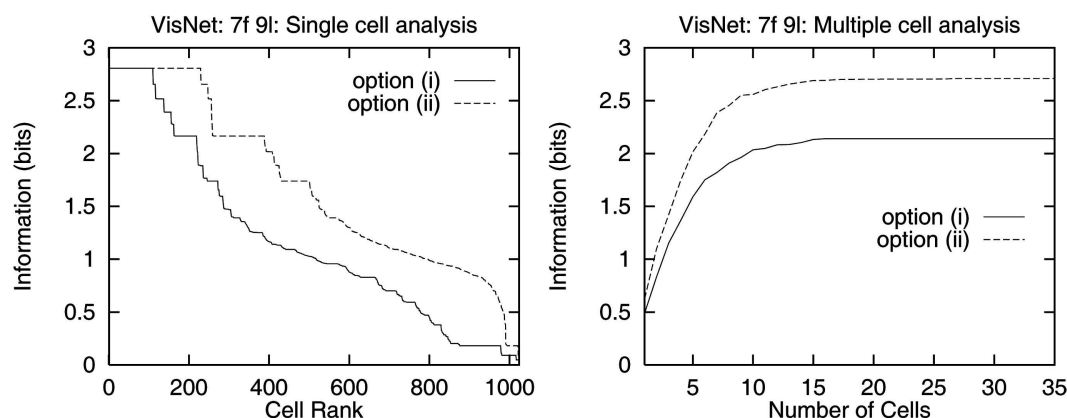 VisNet: 7f 9l: Single cell analysis
3
2.5
2
1.5
1
0.5
0
Information (bits)
option (i)
option (ii)
0 200 400 600 800 1000
Cell Rank
VisNet: 7f 9l: Multiple cell analysis
3
2.5
2
1.5
1
0.5
0
Information (bits)
option (i)
option (ii)
5 10 15 20 25 30 35
Number of Cells